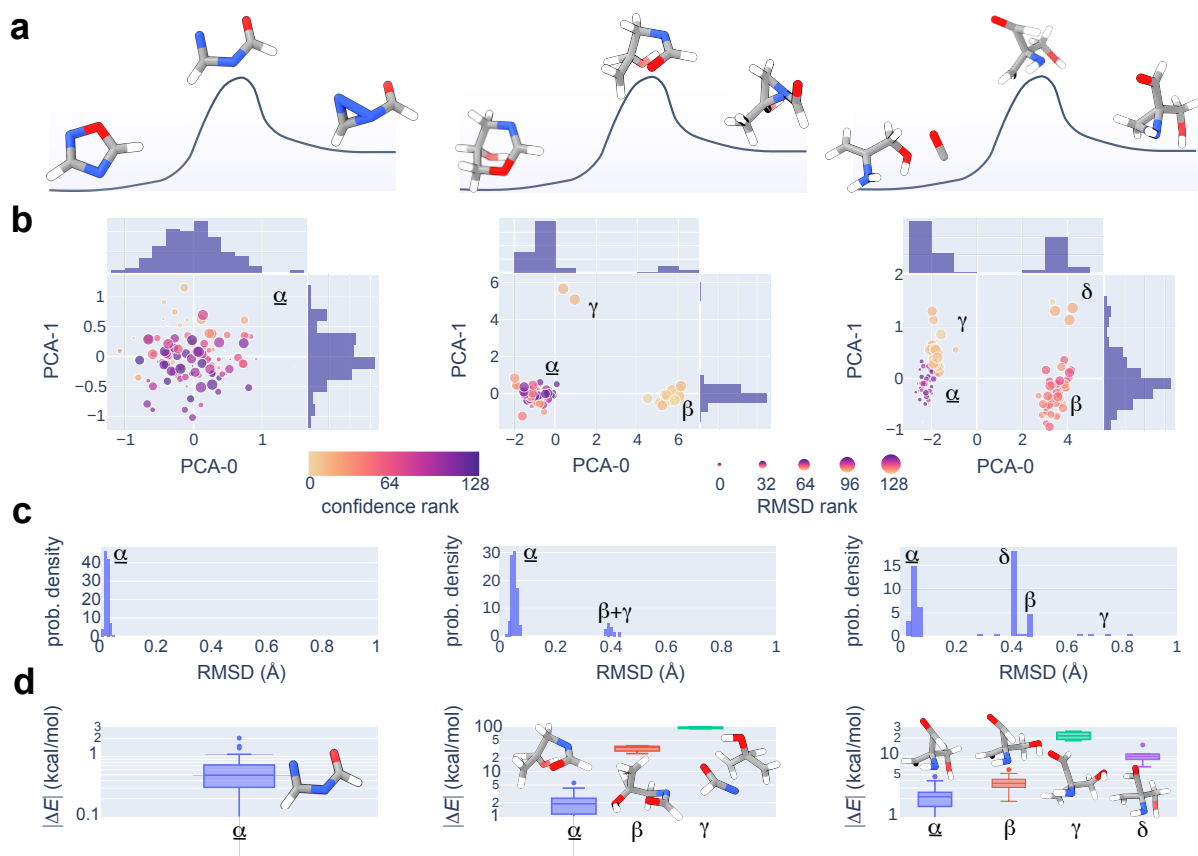 a
b
α
1
0.5
0
−0.5
−1
PCA-1
−1 0 1
PCA-0
γ
α
β
6
4
2
0
PCA-1
−2 0 2 4 6
PCA-0
δ
γ
α
β
2
1
0
−1
PCA-1
−2 0 2 4
PCA-0
0 64 128
confidence rank
0 32 64 96 128
RMSD rank
c
α
40
30
20
10
0
prob. density
0 0.2 0.4 0.6 0.8 1
RMSD (Å)
α
β+γ
30
20
10
0
prob. density
0 0.2 0.4 0.6 0.8 1
RMSD (Å)
α
δ
β
γ
15
10
5
0
prob. density
0 0.2 0.4 0.6 0.8 1
RMSD (Å)
d
3
2
1
0.1
|ΔE| (kcal/mol)
α
100
5
2
10
5
2
1
|ΔE| (kcal/mol)
α β γ
3
2
10
5
2
1
|ΔE| (kcal/mol)
α β γ δ